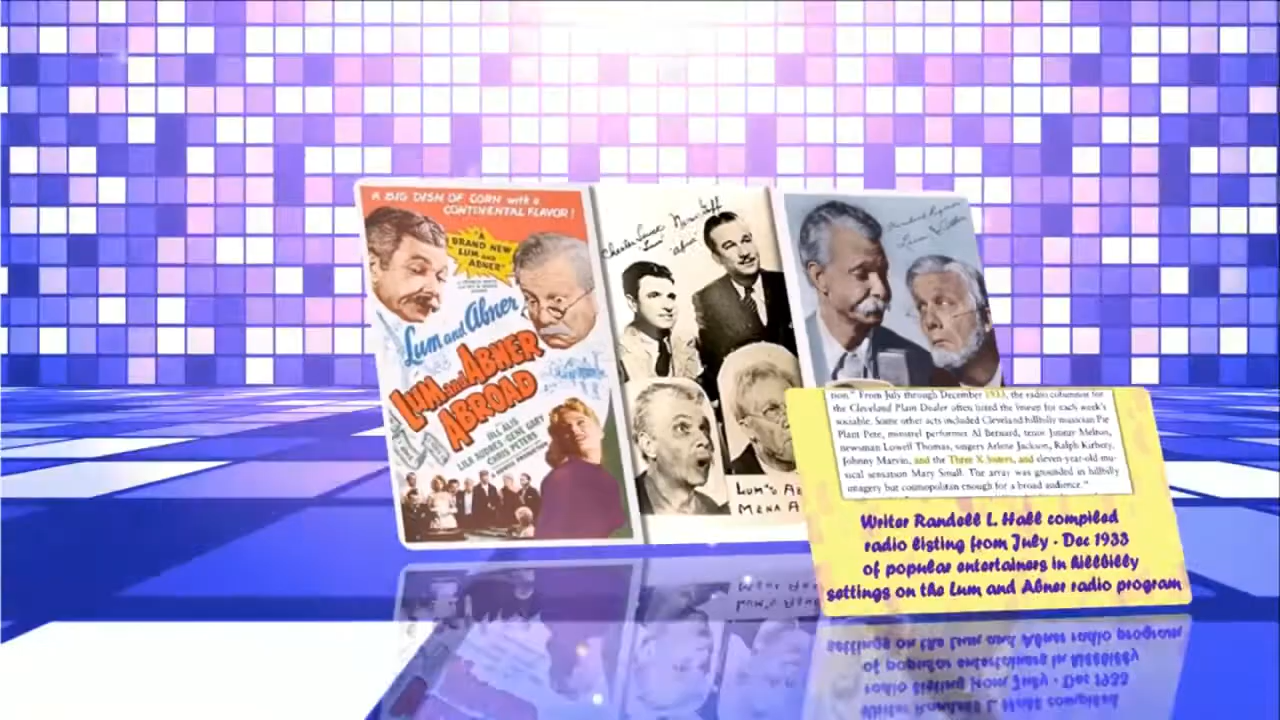 A BIG DISH OF CORN with a
CONTINENTAL FLAVOR!
"A
BRAND NEW
LUM AND
ABNER"
Lum and Abner
LUM and ABNER
ABROAD
JILL ALIS
LILA AUDRES GENE GARY
CHRIS PETERS
Chester Lauck
"Lum"
Norris Goff
"Abner"
LUM'S AB
MENA A
tion." From July through December 1933, the radio columnist for
the Cleveland Plain Dealer often listed the lineup for each week's
sociable. Some other acts included Cleveland hillbilly musician Pie
Plant Pete, minstrel performer Al Bernard, tenor Jimmy Melton,
newsman Lowell Thomas, singers Arlene Jackson, Ralph Kirbery,
Johnny Marvin, and the Three X Sisters, and eleven-year-old mu-
sical sensation Mary Small. The array was grounded in hillbilly
imagery but cosmopolitan enough for a broad audience."
Writer Randell L. Hall compiled
radio listing from July - Dec 1933
of popular entertainers in hillbilly
settings on the Lum and Abner radio program